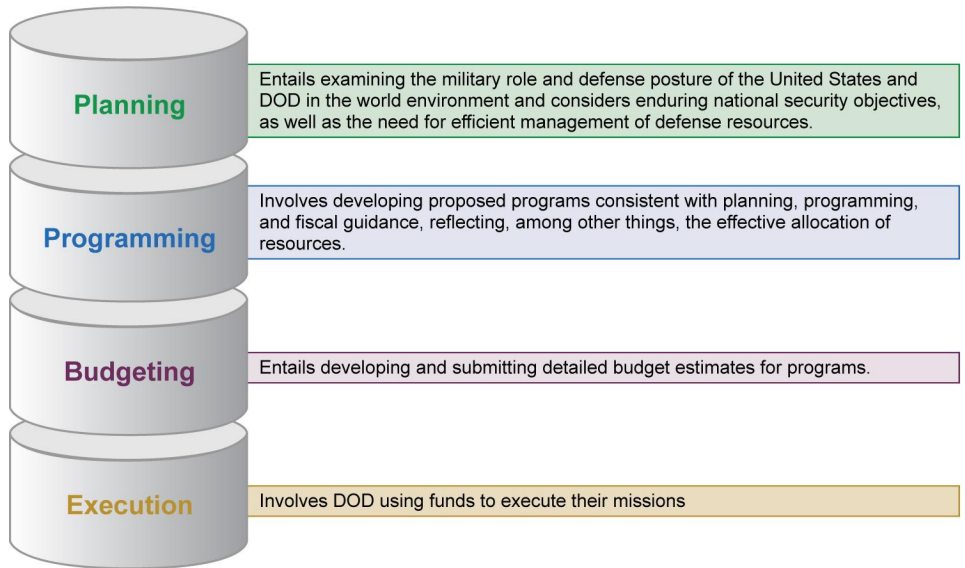 Planning
Entails examining the military role and defense posture of the United States and
DOD in the world environment and considers enduring national security objectives,
as well as the need for efficient management of defense resources.
Programming
Involves developing proposed programs consistent with planning, programming,
and fiscal guidance, reflecting, among other things, the effective allocation of
resources.
Budgeting
Entails developing and submitting detailed budget estimates for programs.
Execution
Involves DOD using funds to execute their missions